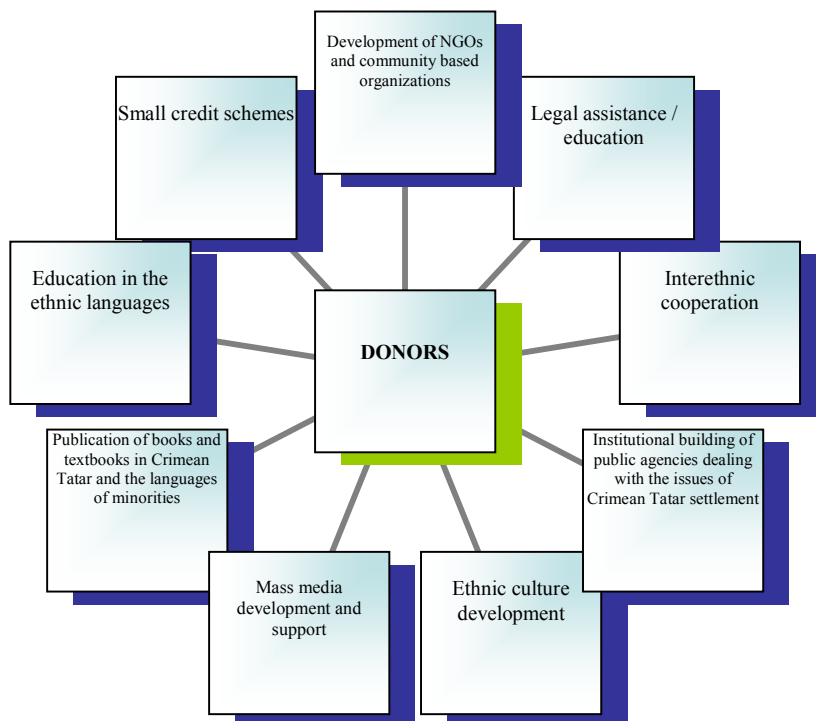 Development of NGOs
and community based
organizations
Small credit schemes
Legal assistance /
education
Education in the
ethnic languages
Interethnic
cooperation
DONORS
Publication of books and
textbooks in Crimean
Tatar and the languages
of minorities
Institutional building of
public agencies dealing
with the issues of
Crimean Tatar settlement
Mass media
development and
support
Ethnic culture
development